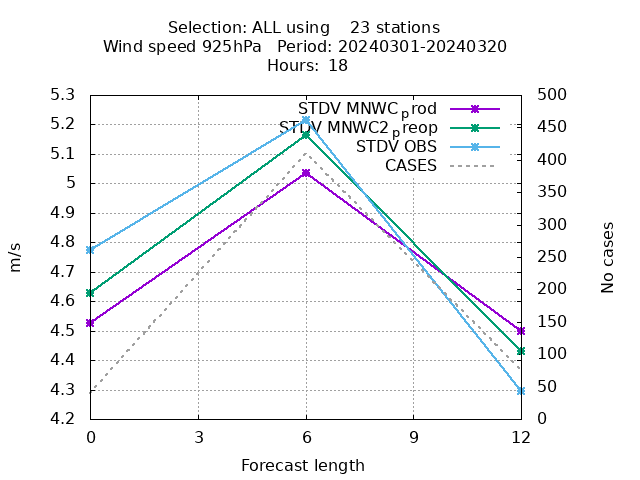 Selection: ALL using    23 stations
Wind speed 925hPa   Period: 20240301-20240320
Hours:  18
STDV MNWC_prod
STDV MNWC2_preop
STDV OBS
CASES
5.3
5.2
5.1
5
4.9
4.8
4.7
4.6
4.5
4.4
4.3
4.2
m/s
500
450
400
350
300
250
200
150
100
50
0
No cases
0 3 6 9 12
Forecast length